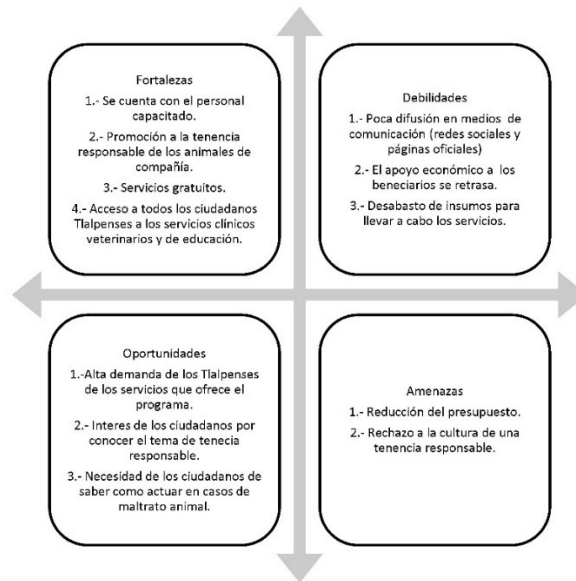 Fortalezas
1.- Se cuenta con el personal
capacitado.
2.- Promoción a la tenencia
responsable de los animales de
compañía.
3.- Servicios gratuitos.
4.- Acceso a todos los ciudadanos
Tlalpenses a los servicios clínicos
veterinarios y de educación.
Debilidades
1.- Poca difusión en medios de
comunicación (redes sociales y
páginas oficiales)
2.- El apoyo económico a los
beneciarios se retrasa.
3.- Desabasto de insumos para
llevar a cabo los servicios.
Oportunidades
1.-Alta demanda de los Tlalpenses
de los servicios que ofrece el
programa.
2.- Interes de los ciudadanos por
conocer el tema de tenecia
responsable.
3.- Necesidad de los ciudadanos de
saber como actuar en casos de
maltrato animal.
Amenazas
1.- Reducción del presupuesto.
2.- Rechazo a la cultura de una
tenencia responsable.